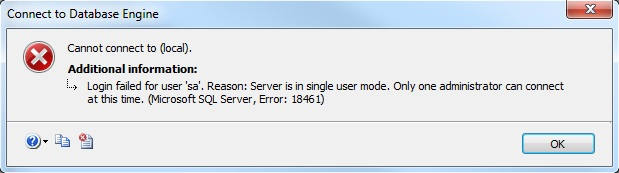 Connect to Database Engine
Cannot connect to (local).
Additional information:
Login failed for user 'sa'. Reason: Server is in single user mode. Only one administrator can connect
at this time. (Microsoft SQL Server, Error: 18461)
OK